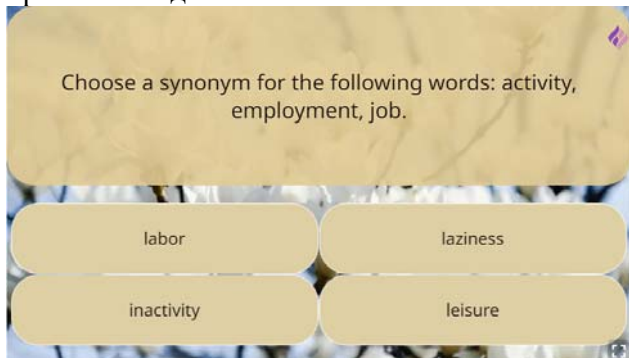 Choose a synonym for the following words: activity,
employment, job.
labor
laziness
inactivity
leisure